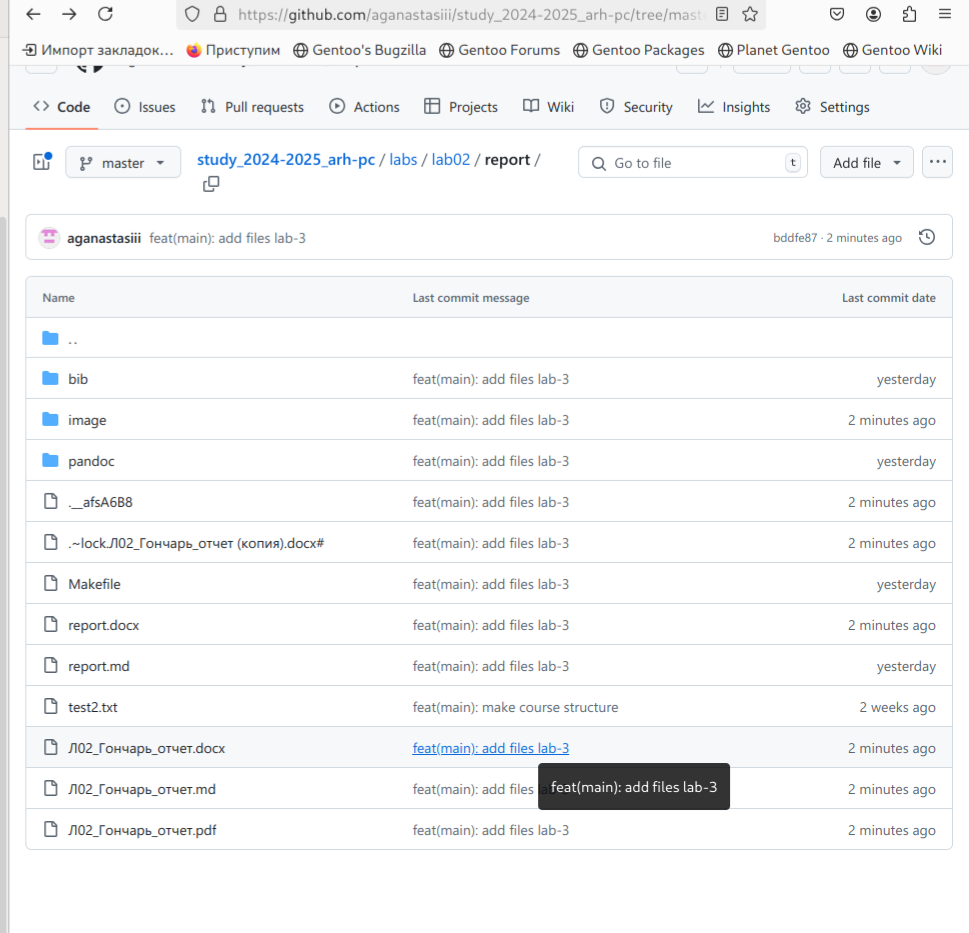 https://github.com/aganastasiii/study_2024-2025_arh-pc/tree/mast
Импорт закладок… Приступим Gentoo's Bugzilla Gentoo Forums Gentoo Packages Planet Gentoo Gentoo Wiki
Code Issues Pull requests Actions Projects Wiki Security Insights Settings
master study_2024-2025_arh-pc / labs / lab02 / report / Go to file t Add file
aganastasiii feat(main): add files lab-3 bddfe87 · 2 minutes ago
Name Last commit message Last commit date
..
bib feat(main): add files lab-3 yesterday
image feat(main): add files lab-3 2 minutes ago
pandoc feat(main): add files lab-3 yesterday
.__afsA6B8 feat(main): add files lab-3 2 minutes ago
.~lock.Л02_Гончарь_отчет (копия).docx# feat(main): add files lab-3 2 minutes ago
Makefile feat(main): add files lab-3 yesterday
report.docx feat(main): add files lab-3 2 minutes ago
report.md feat(main): add files lab-3 yesterday
test2.txt feat(main): make course structure 2 weeks ago
Л02_Гончарь_отчет.docx feat(main): add files lab-3 2 minutes ago
feat(main): add files lab-3
Л02_Гончарь_отчет.md feat(main): add files 2 minutes ago
Л02_Гончарь_отчет.pdf feat(main): add files lab-3 2 minutes ago